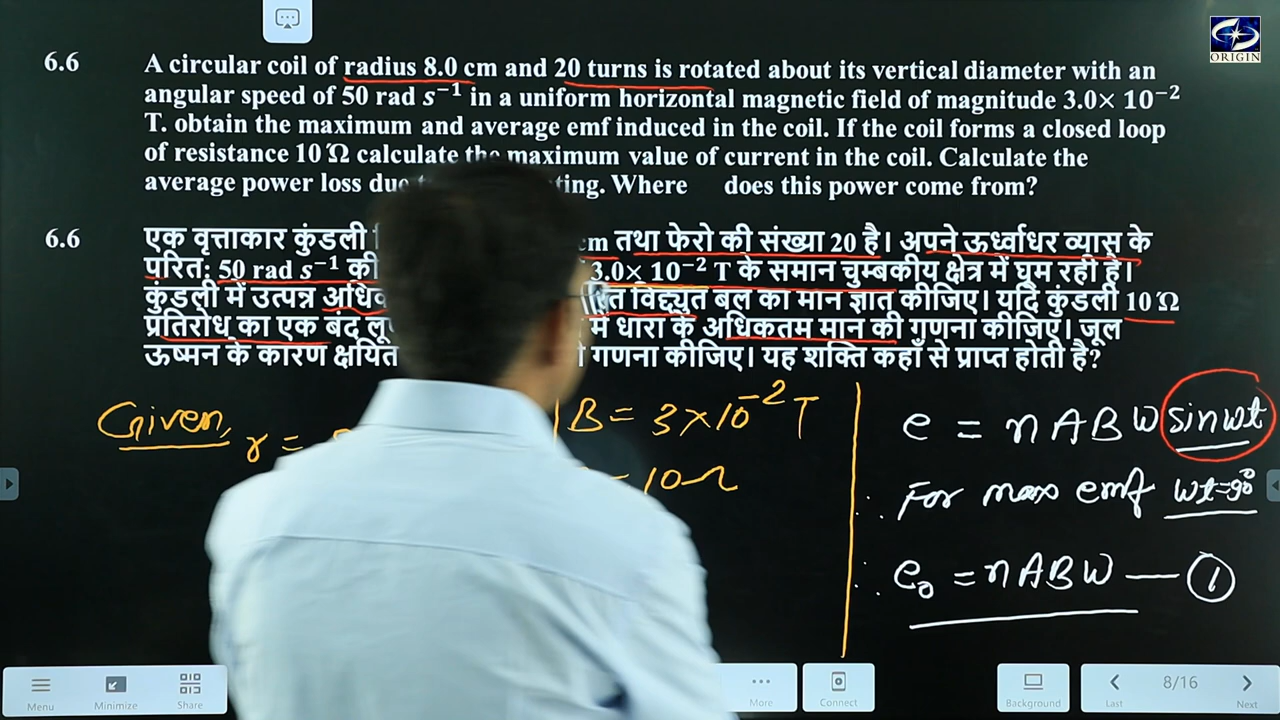 ORIGIN
6.6 A circular coil of radius 8.0 cm and 20 turns is rotated about its vertical diameter with an
angular speed of 50 rad s⁻¹ in a uniform horizontal magnetic field of magnitude 3.0× 10⁻²
T. obtain the maximum and average emf induced in the coil. If the coil forms a closed loop
of resistance 10 Ω calculate the maximum value of current in the coil. Calculate the
average power loss ting. Where does this power come from?
6.6 एक वृत्ताकार कुंडली cm तथा फेरो की संख्या 20 है। अपने ऊर्ध्वाधर व्यास के
परित: 50 rad s⁻¹ की 3.0× 10⁻² T के समान चुम्बकीय क्षेत्र में घूम रही है।
कुंडली में उत्पन्न विद्युत बल का मान ज्ञात कीजिए। यदि कुंडली 10 Ω
प्रतिरोध का एक बंद में धारा के अधिकतम मान की गुणना कीजिए। जूल
ऊष्मन के कारण क्षयित गणना कीजिए। यह शक्ति कहाँ से प्राप्त होती है?
Given,
r =
B = 3×10⁻² T
= 10Ω
e = nABW sinwt
∴ For max emf wt=90°
∴ e₀ = nABW — ①
Menu Minimize Share More Connect Background Last 8/16 Next